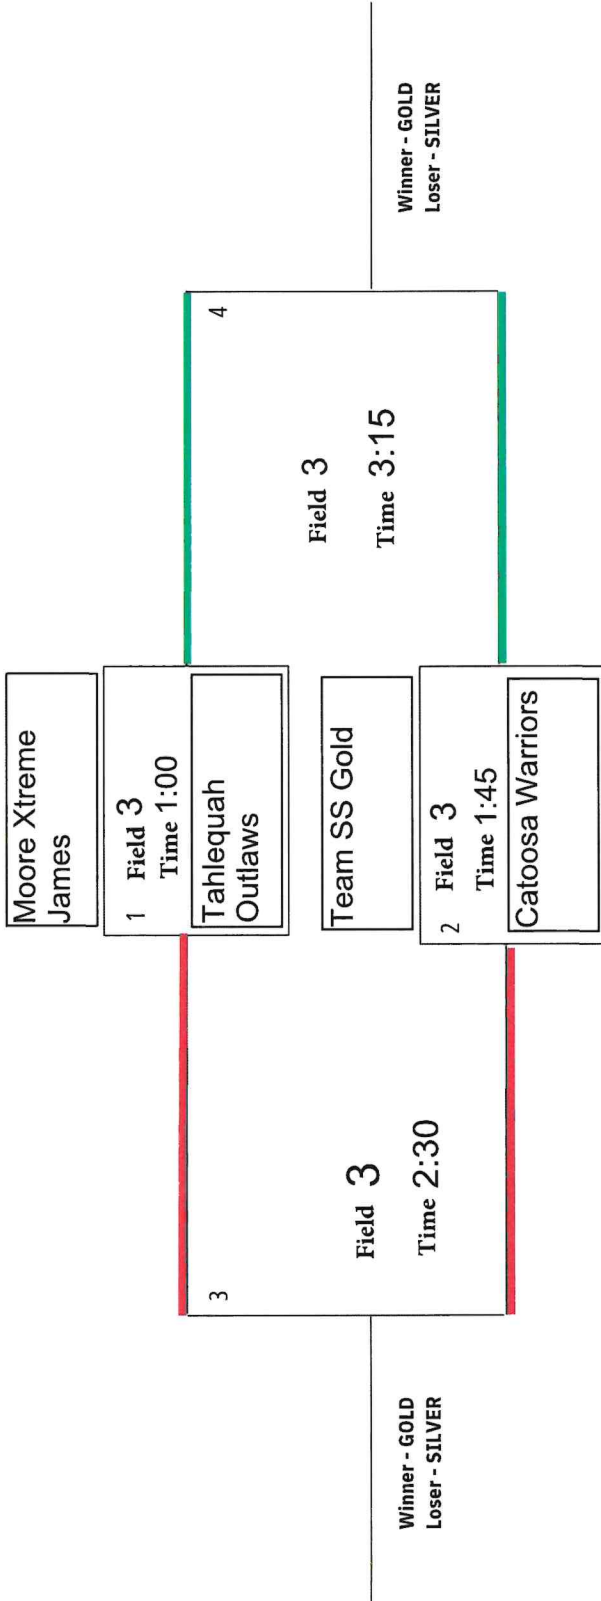 Moore Xtreme
James
1 Field 3
Time 1:00
Tahlequah
Outlaws
Team SS Gold
2 Field 3
Time 1:45
Catoosa Warriors
3
Field 3
Time 2:30
Winner - GOLD
Loser - SILVER
4
Field 3
Time 3:15
Winner - GOLD
Loser - SILVER